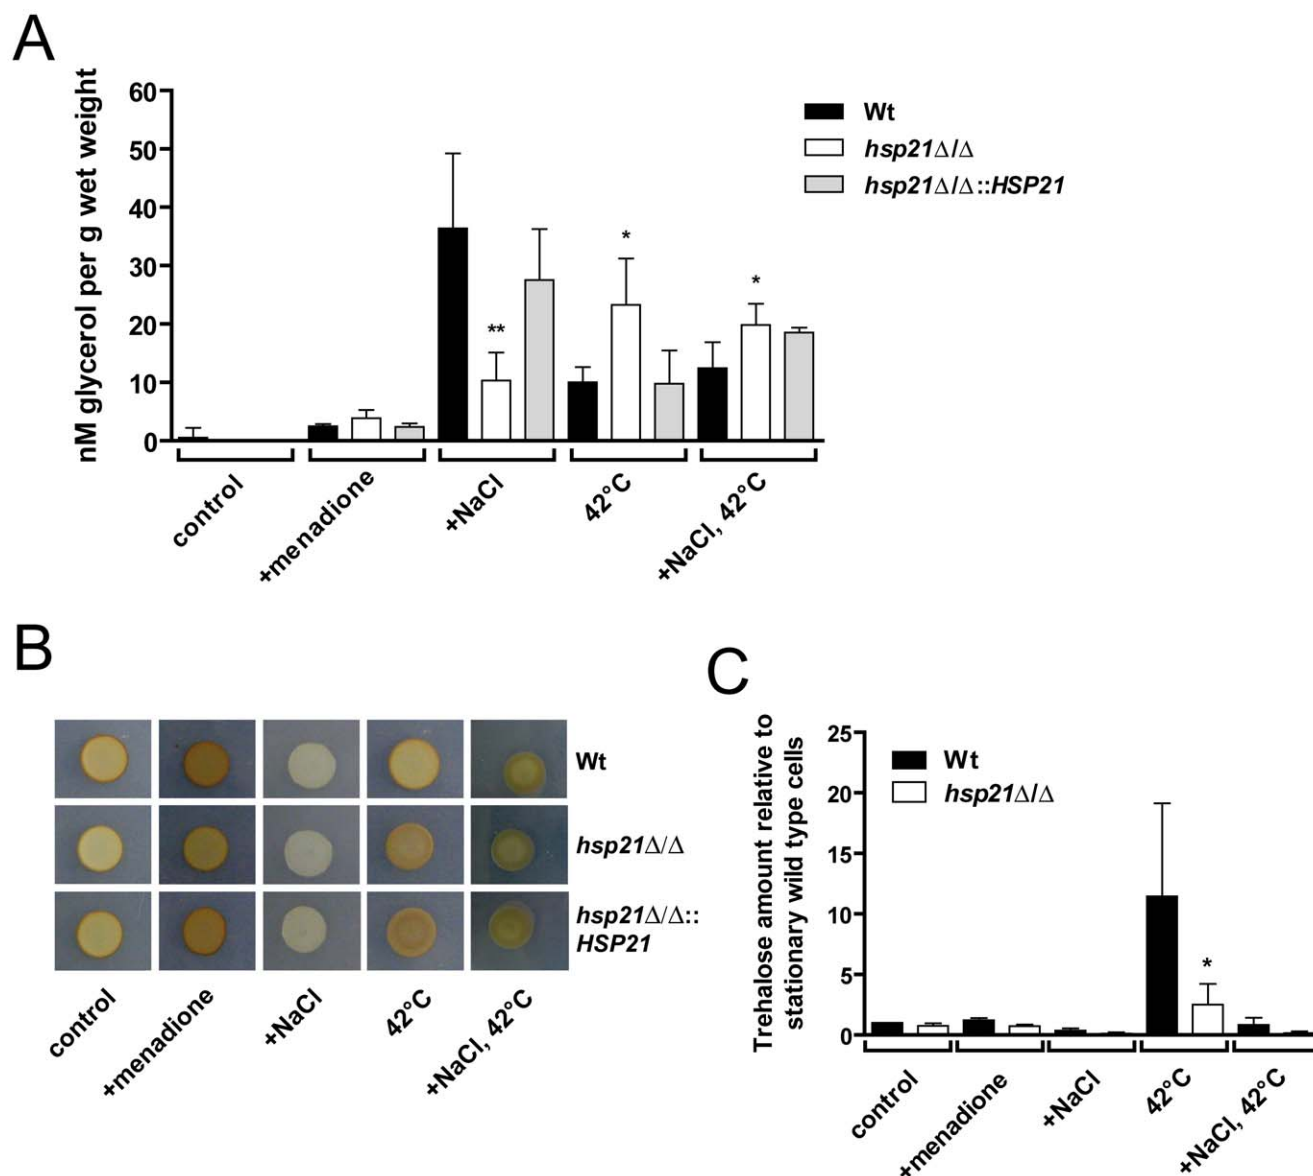 A
nM glycerol per g wet weight
60
50
40
30
20
10
0
**
*
*
Wt
hsp21Δ/Δ
hsp21Δ/Δ::HSP21
control
+menadione
+NaCl
42°C
+NaCl, 42°C
B
Wt
hsp21Δ/Δ
hsp21Δ/Δ::
HSP21
control
+menadione
+NaCl
42°C
+NaCl, 42°C
C
Trehalose amount relative to
stationary wild type cells
25
20
15
10
5
0
Wt
hsp21Δ/Δ
*
control
+menadione
+NaCl
42°C
+NaCl, 42°C